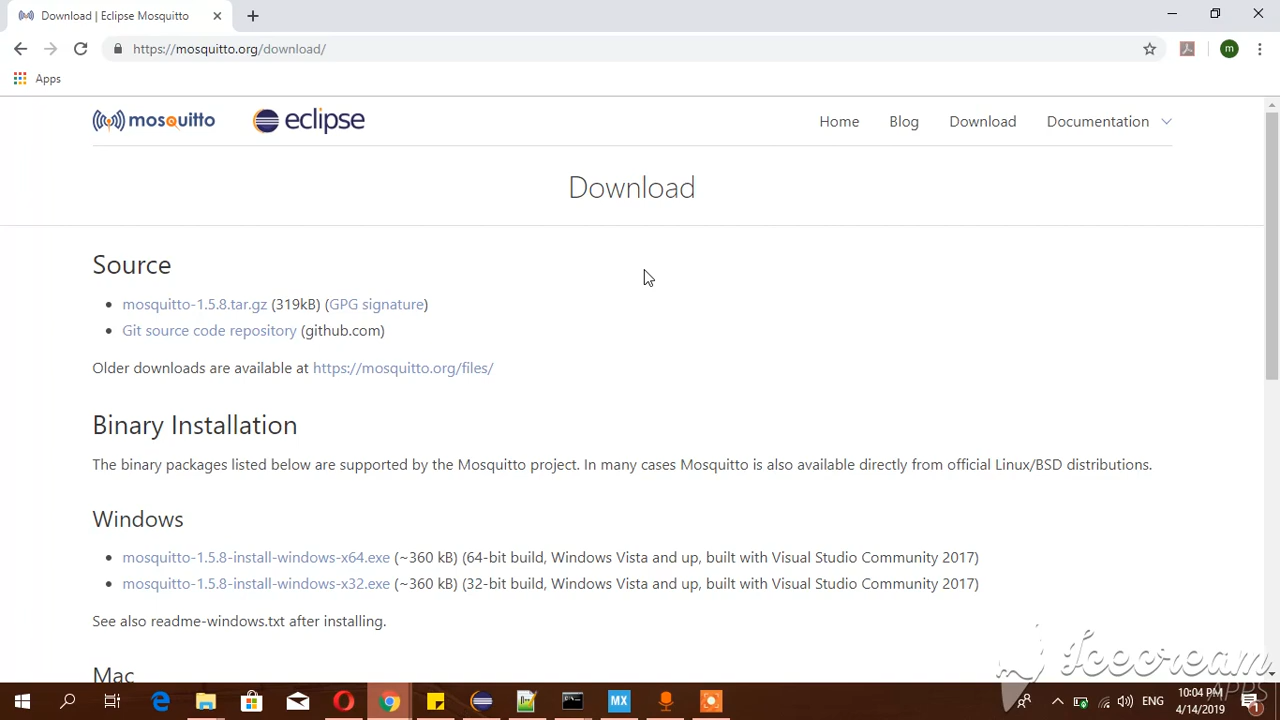 Download | Eclipse Mosquitto
https://mosquitto.org/download/
m
Apps
mosquitto
eclipse
Home Blog Download Documentation
Download
Source
mosquitto-1.5.8.tar.gz (319kB) (GPG signature)
Git source code repository (github.com)
Older downloads are available at https://mosquitto.org/files/
Binary Installation
The binary packages listed below are supported by the Mosquitto project. In many cases Mosquitto is also available directly from official Linux/BSD distributions.
Windows
mosquitto-1.5.8-install-windows-x64.exe (~360 kB) (64-bit build, Windows Vista and up, built with Visual Studio Community 2017)
mosquitto-1.5.8-install-windows-x32.exe (~360 kB) (32-bit build, Windows Vista and up, built with Visual Studio Community 2017)
See also readme-windows.txt after installing.
Mac
Icecream
APPS
MX
ENG
10:04 PM
4/14/2019
1